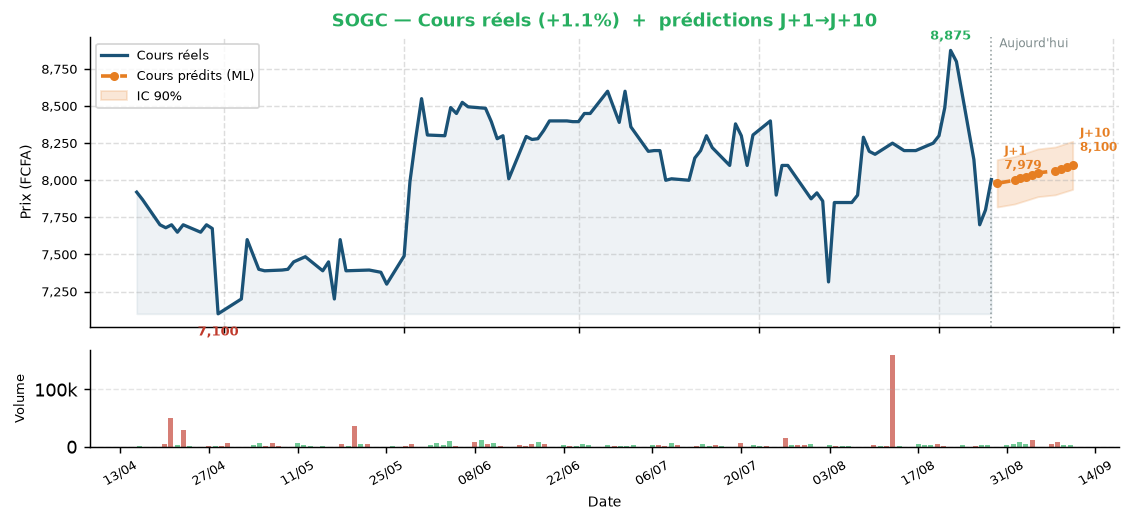 SOGC — Cours réels (+1.1%)  +  prédictions J+1→J+10
Cours réels
Cours prédits (ML)
IC 90%
8,875
Aujourd'hui
J+10
8,100
J+1
7,979
7,100
Prix (FCFA)
8,750
8,500
8,250
8,000
7,750
7,500
7,250
Volume
100k
0
13/04
27/04
11/05
25/05
08/06
22/06
06/07
20/07
03/08
17/08
31/08
14/09
Date